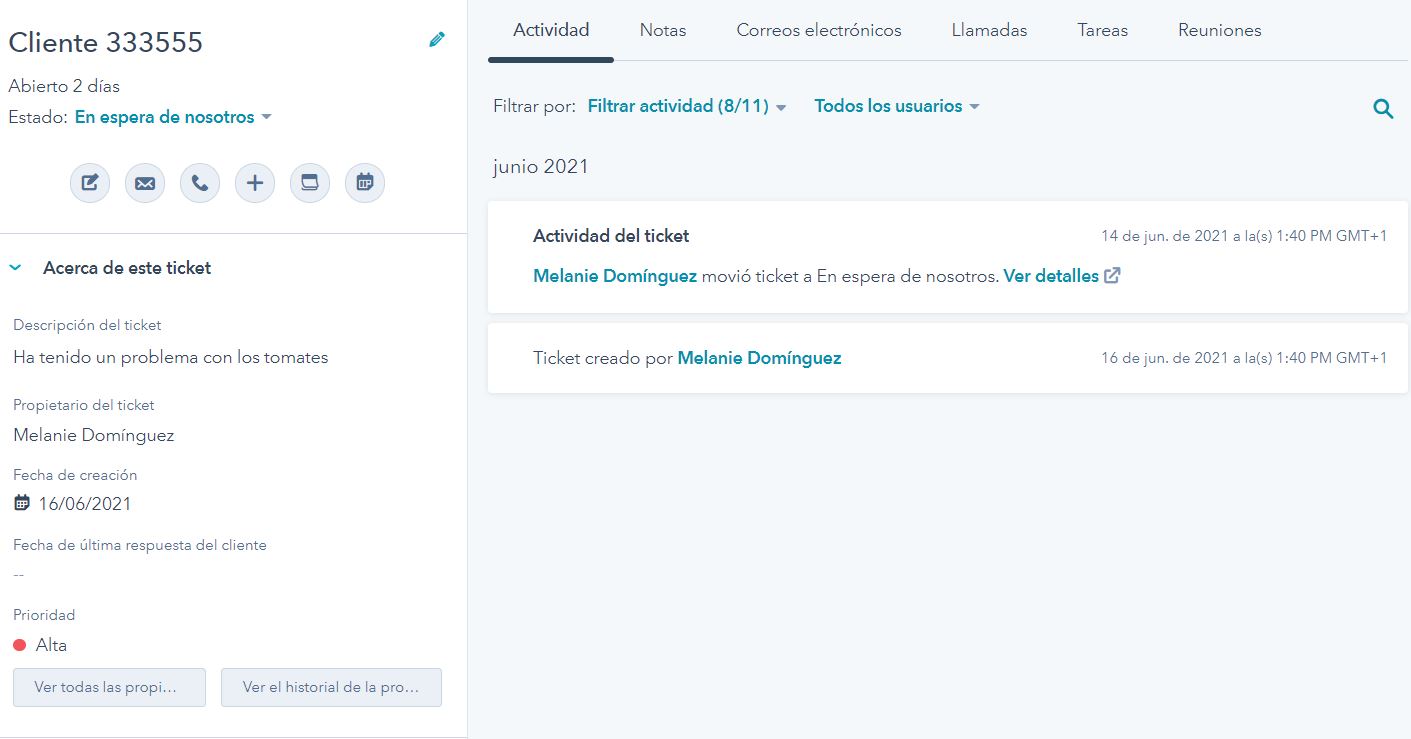 Cliente 333555
Abierto 2 días
Estado: En espera de nosotros
Acerca de este ticket
Descripción del ticket
Ha tenido un problema con los tomates
Propietario del ticket
Melanie Domínguez
Fecha de creación
16/06/2021
Fecha de última respuesta del cliente
--
Prioridad
Alta
Ver todas las propi...
Ver el historial de la pro...
Actividad
Notas
Correos electrónicos
Llamadas
Tareas
Reuniones
Filtrar por: Filtrar actividad (8/11) Todos los usuarios
junio 2021
Actividad del ticket 14 de jun. de 2021 a la(s) 1:40 PM GMT+1
Melanie Domínguez movió ticket a En espera de nosotros. Ver detalles
Ticket creado por Melanie Domínguez 16 de jun. de 2021 a la(s) 1:40 PM GMT+1